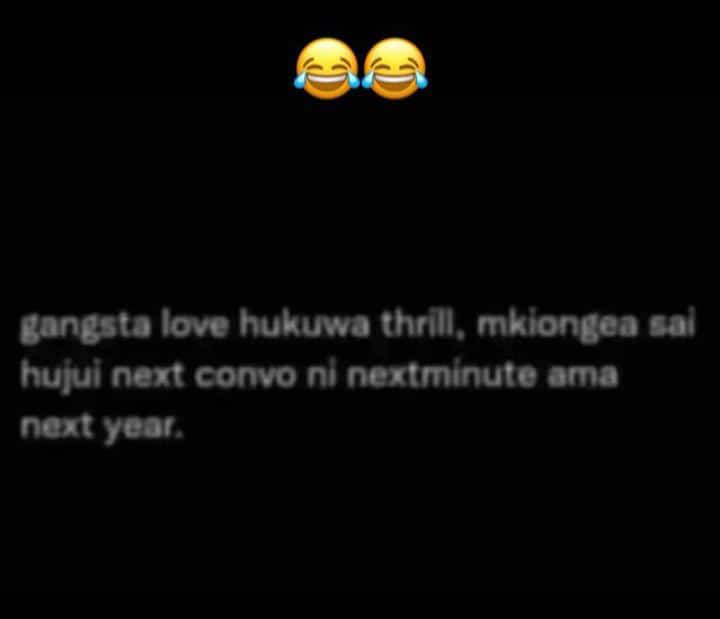 😂😂
gangsta love hukuwa thrill, mkiongea sai
hujui next convo ni nextminute ama
next year.